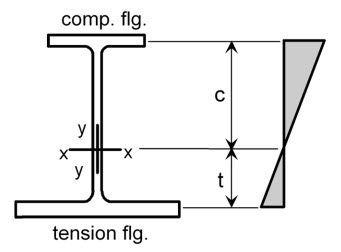 comp. flg.
c
y
x x
y
t
tension flg.